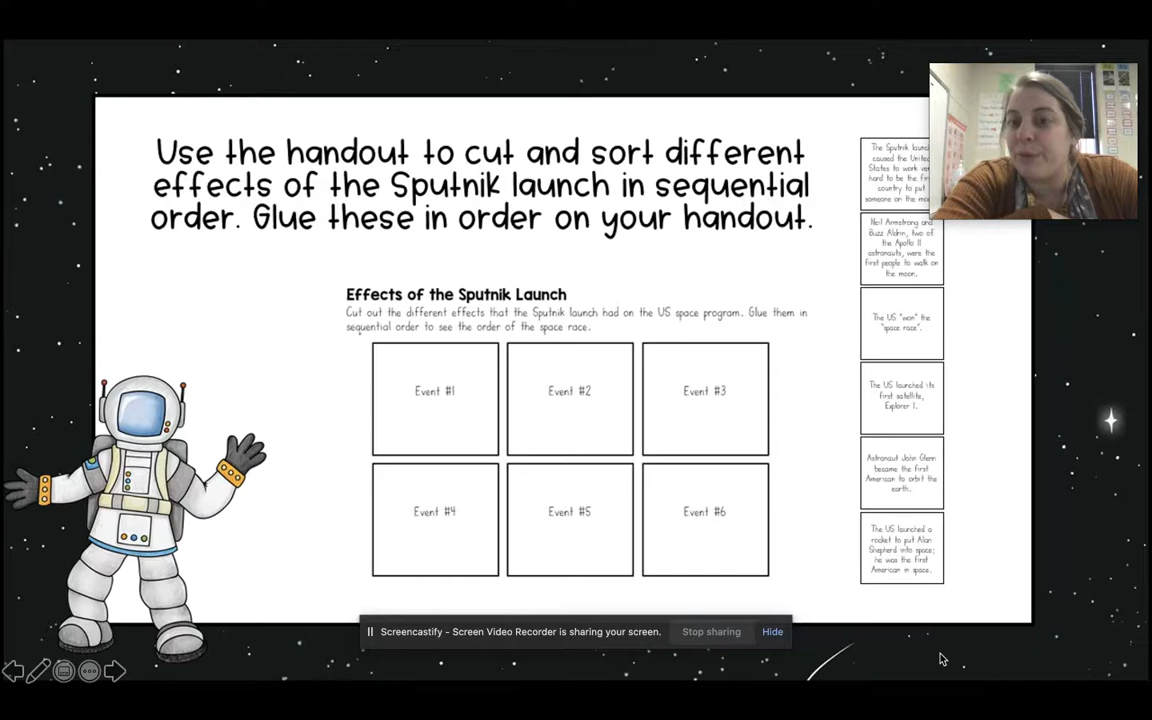 Use the handout to cut and sort different
effects of the Sputnik launch in sequential
order. Glue these in order on your handout.
Effects of the Sputnik Launch
Cut out the different effects that the Sputnik launch had on the US space program. Glue them in
sequential order to see the order of the space race.
Event #1
Event #2
Event #3
Event #4
Event #5
Event #6
The Sputnik
caused the
States to work
hard to be the
country to put
someone on the
Neil Armstrong and
Buzz Aldrin, two of
the Apollo 11
astronauts, were the
first people to walk on
the moon.
The US "won" the
"space race".
The US launched its
first satellite,
Explorer 1.
Astronaut John Glenn
became the first
American to orbit the
earth.
The US launched a
rocket to put Alan
Shepherd into space;
he was the first
American in space.
Screencastify - Screen Video Recorder is sharing your screen.
Stop sharing
Hide